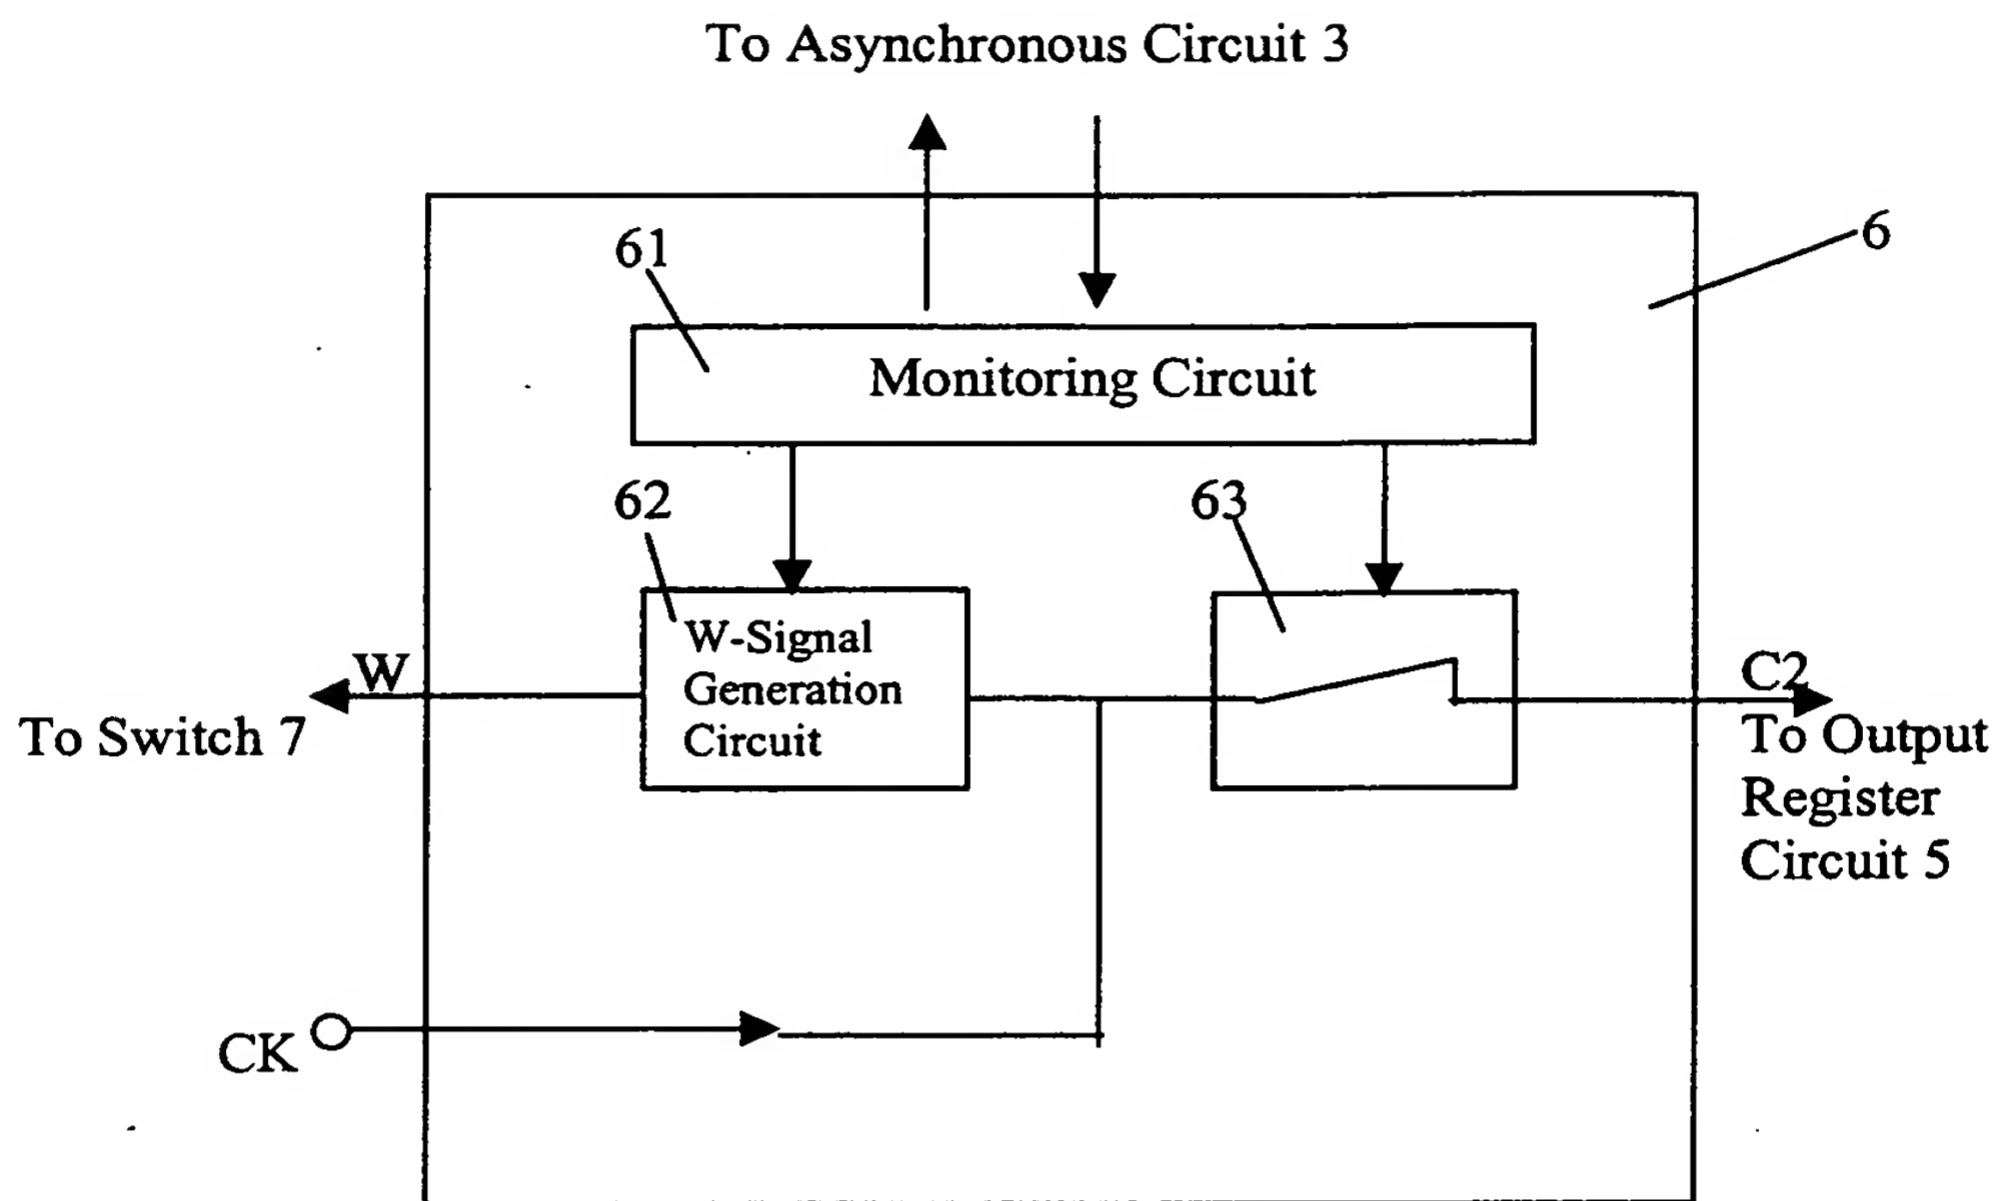 To Asynchronous Circuit 3
6
61
Monitoring Circuit
62
63
W-Signal
Generation
Circuit
W
To Switch 7
C2
To Output
Register
Circuit 5
CK